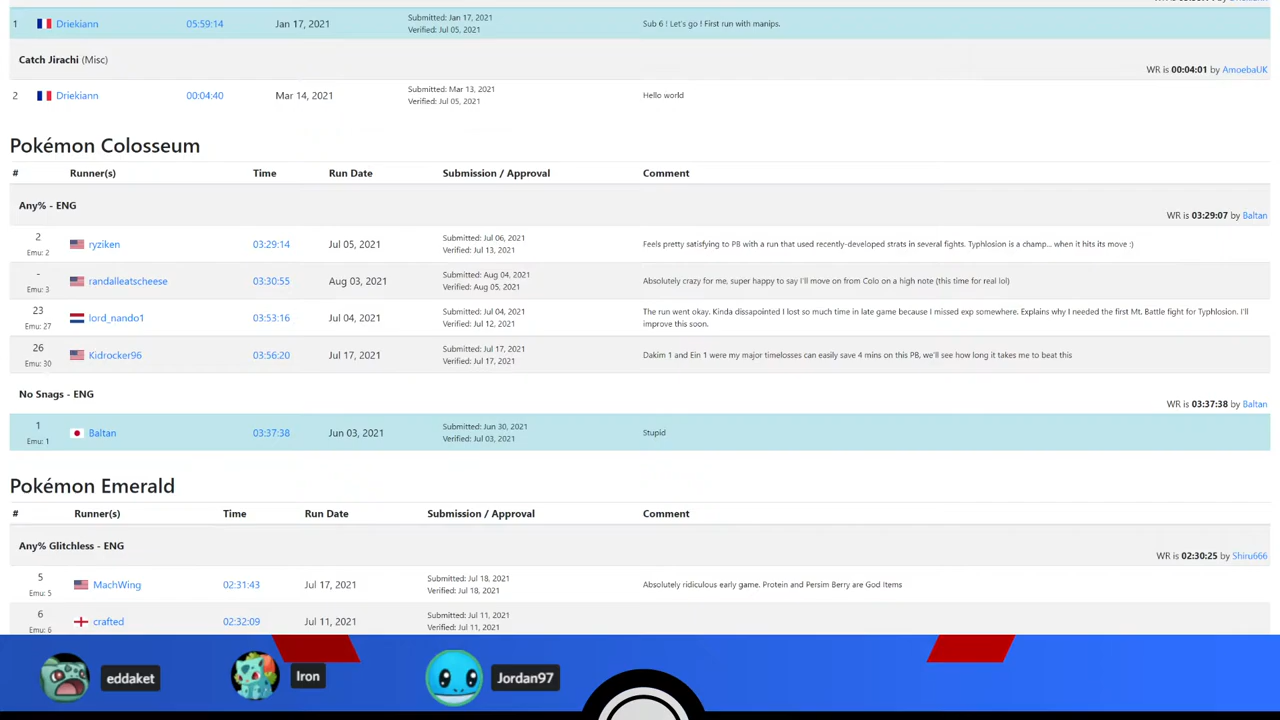 1 Driekiann 05:59:14 Jan 17, 2021 Submitted: Jan 17, 2021 Verified: Jul 05, 2021 Sub 6 ! Let's go ! First run with manips.
Catch Jirachi (Misc)
WR is 00:04:01 by AmoebaUK
2 Driekiann 00:04:40 Mar 14, 2021 Submitted: Mar 13, 2021 Verified: Jul 05, 2021 Hello world
Pokémon Colosseum
# Runner(s) Time Run Date Submission / Approval Comment
Any% - ENG
WR is 03:29:07 by Baltan
2 Emu: 2 ryziken 03:29:14 Jul 05, 2021 Submitted: Jul 06, 2021 Verified: Jul 13, 2021 Feels pretty satisfying to PB with a run that used recently-developed strats in several fights. Typhlosion is a champ... when it hits its move :)
- Emu: 3 randalleatscheese 03:30:55 Aug 03, 2021 Submitted: Aug 04, 2021 Verified: Aug 05, 2021 Absolutely crazy for me, super happy to say I'll move on from Colo on a high note (this time for real lol)
23 Emu: 27 lord_nando1 03:53:16 Jul 04, 2021 Submitted: Jul 04, 2021 Verified: Jul 12, 2021 The run went okay. Kinda dissapointed I lost so much time in late game because I missed exp somewhere. Explains why I needed the first Mt. Battle fight for Typhlosion. I'll
improve this soon.
26 Emu: 30 Kidrocker96 03:56:20 Jul 17, 2021 Submitted: Jul 17, 2021 Verified: Jul 17, 2021 Dakim 1 and Ein 1 were my major timelosses can easily save 4 mins on this PB, we'll see how long it takes me to beat this
No Snags - ENG
WR is 03:37:38 by Baltan
1 Emu: 1 Baltan 03:37:38 Jun 03, 2021 Submitted: Jun 30, 2021 Verified: Jul 03, 2021 Stupid
Pokémon Emerald
# Runner(s) Time Run Date Submission / Approval Comment
Any% Glitchless - ENG
WR is 02:30:25 by Shiru666
5 Emu: 5 MachWing 02:31:43 Jul 17, 2021 Submitted: Jul 18, 2021 Verified: Jul 18, 2021 Absolutely ridiculous early game. Protein and Persim Berry are God Items
6 Emu: 6 crafted 02:32:09 Jul 11, 2021 Submitted: Jul 11, 2021 Verified: Jul 11, 2021
eddaket Iron Jordan97